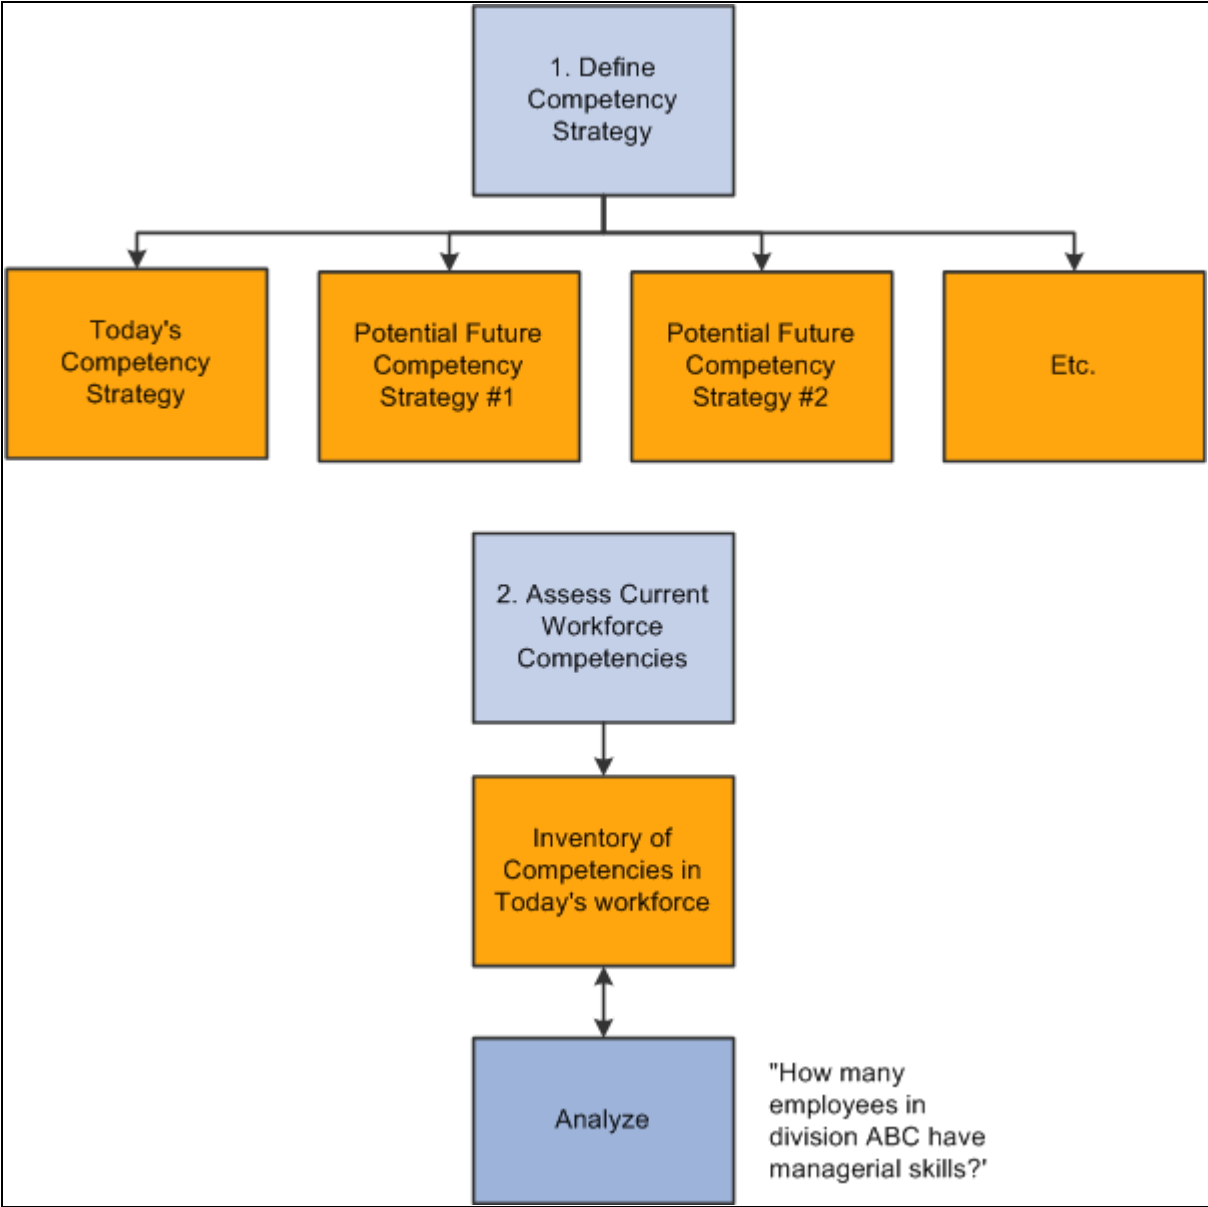 1. Define
Competency
Strategy
Today's
Competency
Strategy
Potential Future
Competency
Strategy #1
Potential Future
Competency
Strategy #2
Etc.
2. Assess Current
Workforce
Competencies
Inventory of
Competencies in
Today's workforce
Analyze
"How many
employees in
division ABC have
managerial skills?'